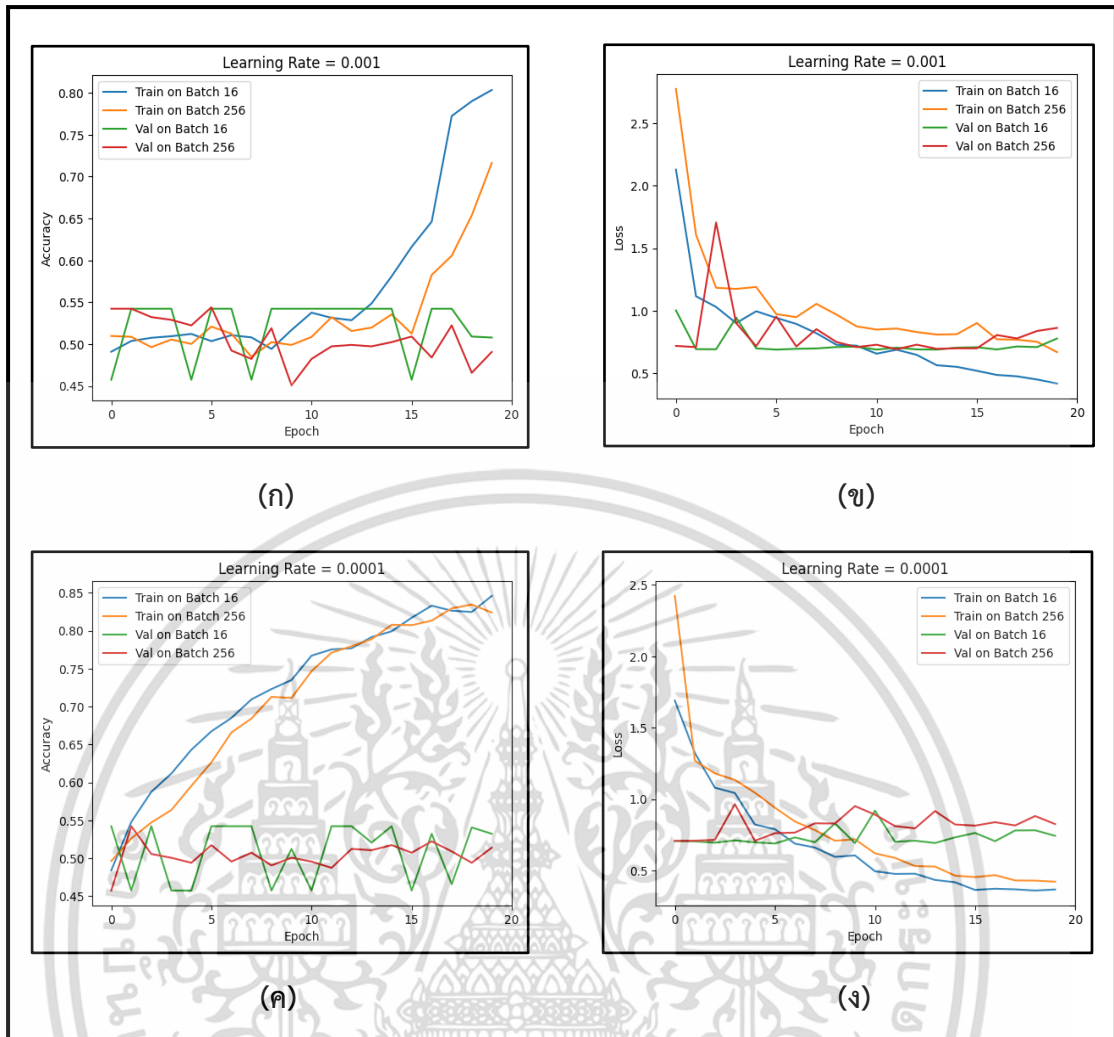 Learning Rate = 0.001
Accuracy
0.80
0.75
0.70
0.65
0.60
0.55
0.50
0.45
Train on Batch 16
Train on Batch 256
Val on Batch 16
Val on Batch 256
0 5 10 15 20
Epoch
(ก)
Learning Rate = 0.001
Loss
2.5
2.0
1.5
1.0
0.5
Train on Batch 16
Train on Batch 256
Val on Batch 16
Val on Batch 256
0 5 10 15 20
Epoch
(ข)
Learning Rate = 0.0001
Accuracy
0.85
0.80
0.75
0.70
0.65
0.60
0.55
0.50
0.45
Train on Batch 16
Train on Batch 256
Val on Batch 16
Val on Batch 256
0 5 10 15 20
Epoch
(ค)
Learning Rate = 0.0001
Loss
2.5
2.0
1.5
1.0
0.5
Train on Batch 16
Train on Batch 256
Val on Batch 16
Val on Batch 256
0 5 10 15 20
Epoch
(ง)